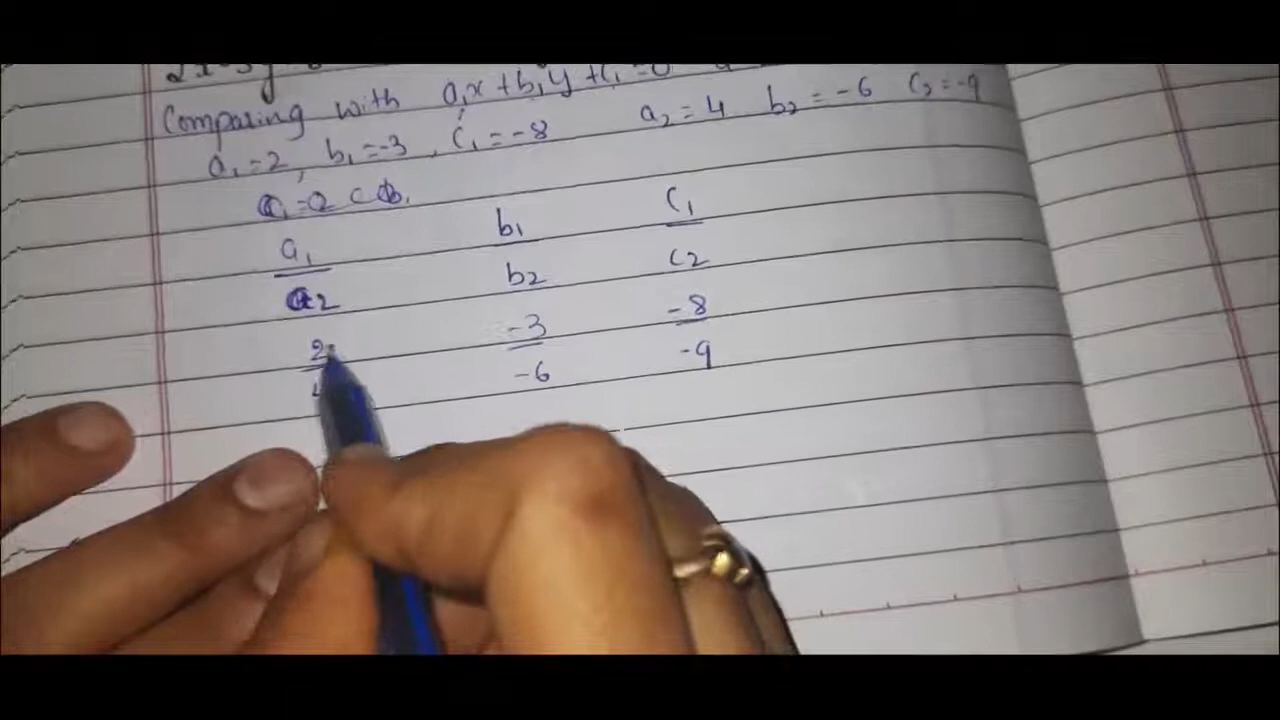 Comparing with a₁x + b₁y + c₁ = 0
a₁ = 2, b₁ = -3, c₁ = -8 a₂ = 4 b₂ = -6 c₂ = -9
a₁ b₁ c₁
a2 b2 c2
2 -3 -8
4 -6 -9